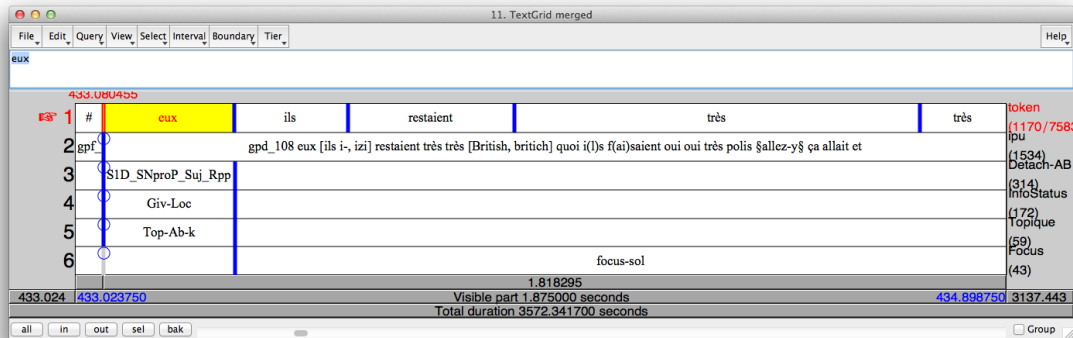 11. TextGrid merged
File Edit Query View Select Interval Boundary Tier Help
eux
433.080455
1 # eux ils restaient très très token
(1170/7583
2 gpf_ gpd_108 eux [ils i-, izi] restaient très très [British, britich] quoi i(l)s f(ai)saient oui oui très polis §allez-y§ ça allait et ipu
(1534)
3 S1D_SNproP_Suj_Rpp Detach-AB
(314)
4 Giv-Loc InfoStatus
(172)
5 Top-Ab-k Topique
(59)
6 focus-sol Focus
(43)
1.818295
433.024 433.023750 Visible part 1.875000 seconds 434.898750 3137.443
Total duration 3572.341700 seconds
all in out sel bak Group